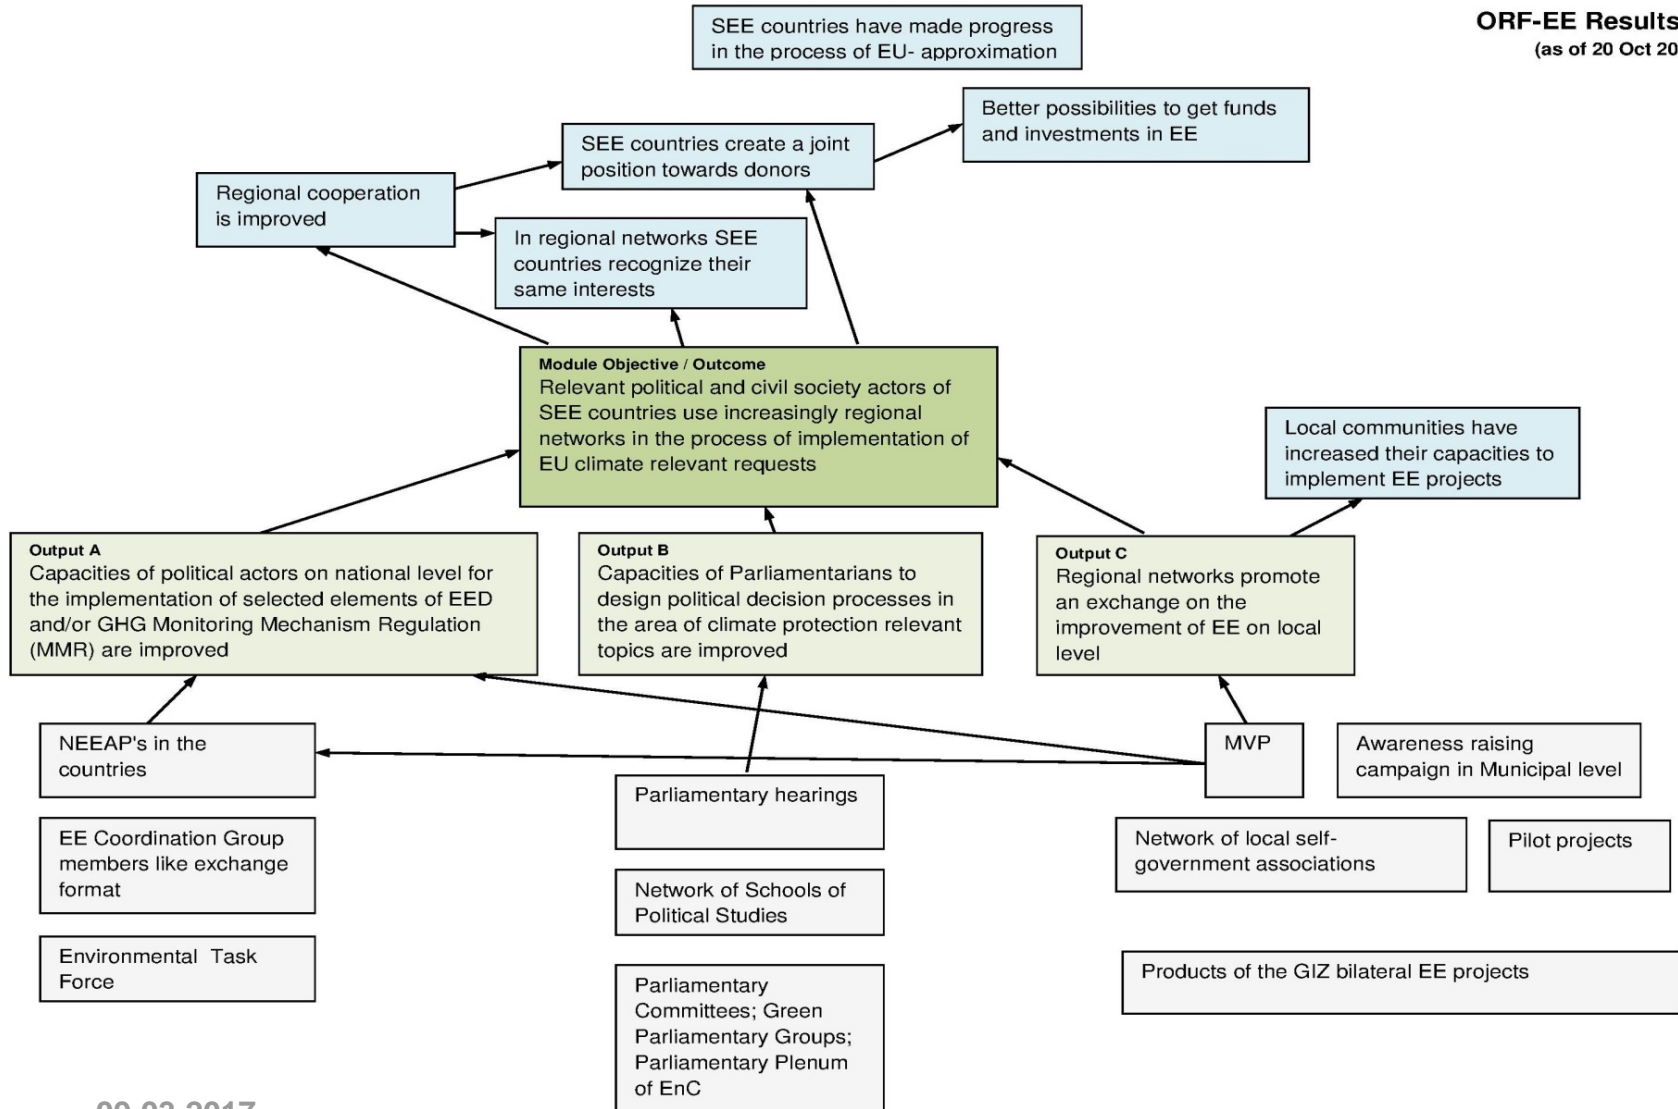 ORF-EE Results
(as of 20 Oct 20
SEE countries have made progress
in the process of EU- approximation
Better possibilities to get funds
and investments in EE
SEE countries create a joint
position towards donors
Regional cooperation
is improved
In regional networks SEE
countries recognize their
same interests
Module Objective / Outcome
Relevant political and civil society actors of
SEE countries use increasingly regional
networks in the process of implementation of
EU climate relevant requests
Local communities have
increased their capacities to
implement EE projects
Output A
Capacities of political actors on national level for
the implementation of selected elements of EED
and/or GHG Monitoring Mechanism Regulation
(MMR) are improved
Output B
Capacities of Parliamentarians to
design political decision processes in
the area of climate protection relevant
topics are improved
Output C
Regional networks promote
an exchange on the
improvement of EE on local
level
NEEAP's in the
countries
EE Coordination Group
members like exchange
format
Environmental Task
Force
Parliamentary hearings
Network of Schools of
Political Studies
Parliamentary
Committees; Green
Parliamentary Groups;
Parliamentary Plenum
of EnC
MVP
Awareness raising
campaign in Municipal level
Network of local self-
government associations
Pilot projects
Products of the GIZ bilateral EE projects